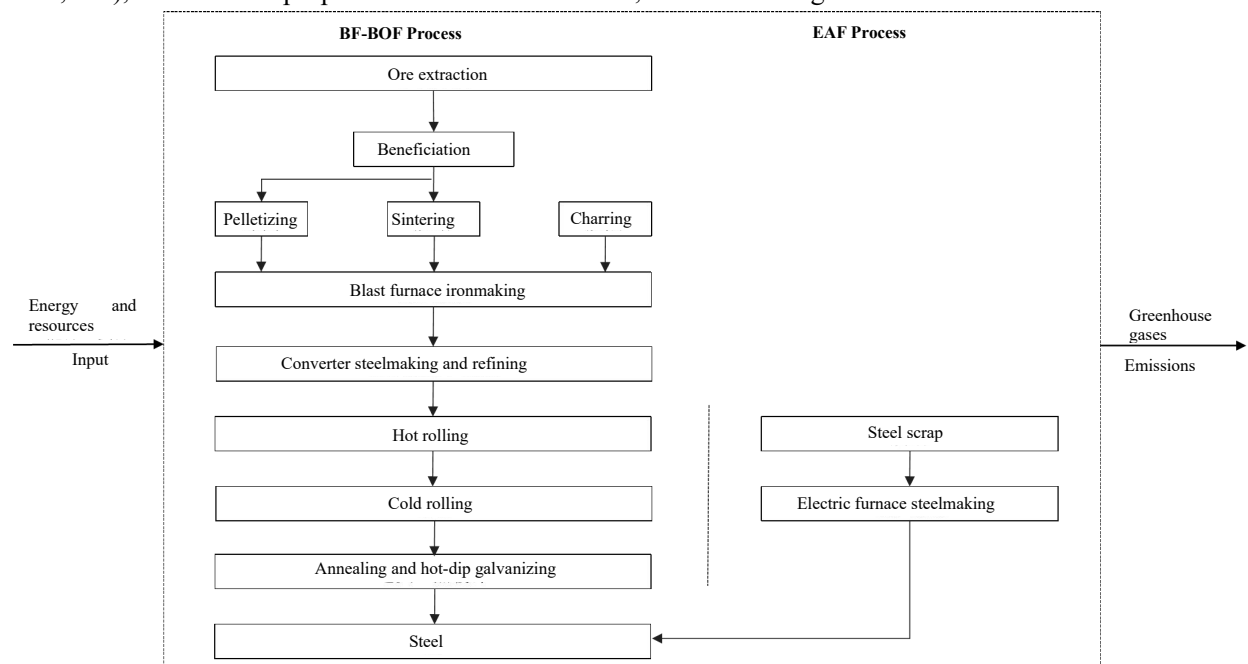 BF-BOF Process
EAF Process
Ore extraction
Beneficiation
Pelletizing
Sintering
Charring
Blast furnace ironmaking
Energy and
resources
Input
Greenhouse
gases
Emissions
Converter steelmaking and refining
Hot rolling
Steel scrap
Cold rolling
Electric furnace steelmaking
Annealing and hot-dip galvanizing
Steel